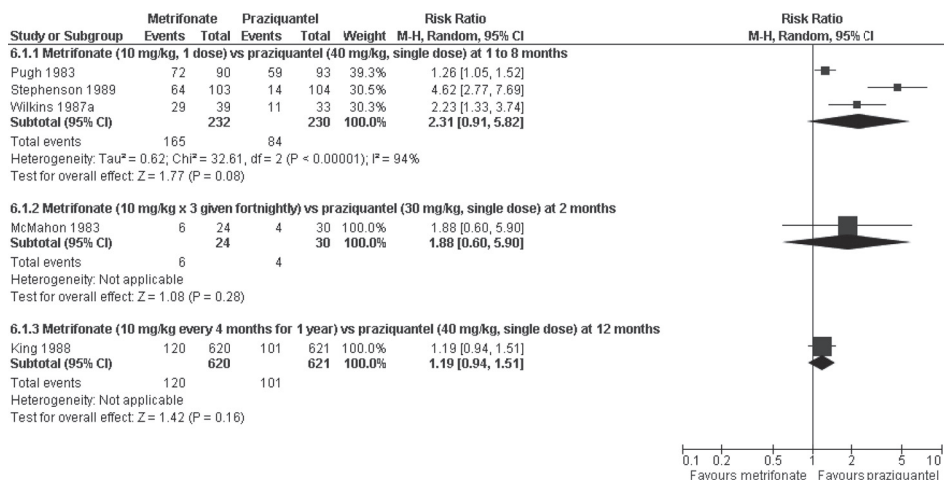 Metrifonate Praziquantel Risk Ratio Risk Ratio
Study or Subgroup Events Total Events Total Weight M-H, Random, 95% CI M-H, Random, 95% CI
6.1.1 Metrifonate (10 mg/kg, 1 dose) vs praziquantel (40 mg/kg, single dose) at 1 to 8 months
Pugh 1983 72 90 59 93 39.3% 1.26 [1.05, 1.52]
Stephenson 1989 64 103 14 104 30.5% 4.62 [2.77, 7.69]
Wilkins 1987a 29 39 11 33 30.3% 2.23 [1.33, 3.74]
Subtotal (95% CI) 232 230 100.0% 2.31 [0.91, 5.82]
Total events 165 84
Heterogeneity: Tau² = 0.62; Chi² = 32.61, df = 2 (P < 0.00001); I² = 94%
Test for overall effect: Z = 1.77 (P = 0.08)
6.1.2 Metrifonate (10 mg/kg x 3 given fortnightly) vs praziquantel (30 mg/kg, single dose) at 2 months
McMahon 1983 6 24 4 30 100.0% 1.88 [0.60, 5.90]
Subtotal (95% CI) 24 30 100.0% 1.88 [0.60, 5.90]
Total events 6 4
Heterogeneity: Not applicable
Test for overall effect: Z = 1.08 (P = 0.28)
6.1.3 Metrifonate (10 mg/kg every 4 months for 1 year) vs praziquantel (40 mg/kg, single dose) at 12 months
King 1988 120 620 101 621 100.0% 1.19 [0.94, 1.51]
Subtotal (95% CI) 620 621 100.0% 1.19 [0.94, 1.51]
Total events 120 101
Heterogeneity: Not applicable
Test for overall effect: Z = 1.42 (P = 0.16)
0.1 0.2 0.5 1 2 5 10
Favours metrifonate Favours praziquantel